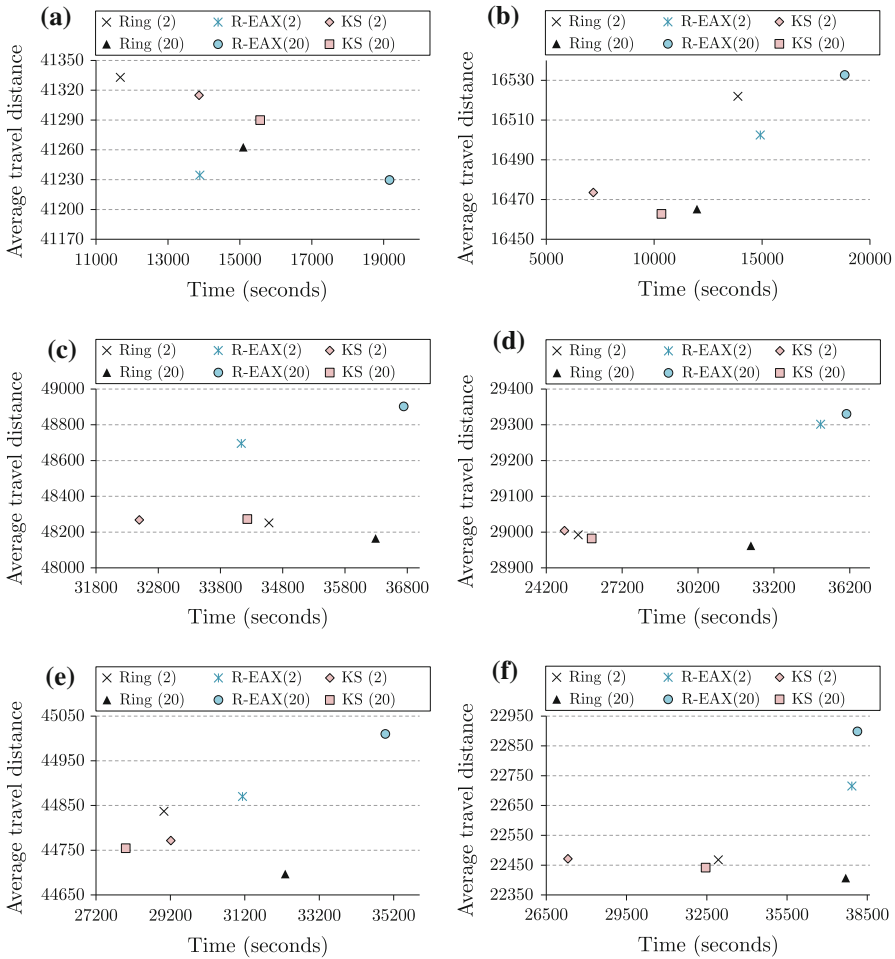 (a)
Ring (2) R-EAX(2) KS (2)
Ring (20) R-EAX(20) KS (20)
Average travel distance
41350
41320
41290
41260
41230
41200
41170
11000 13000 15000 17000 19000
Time (seconds)
(b)
Ring (2) R-EAX(2) KS (2)
Ring (20) R-EAX(20) KS (20)
Average travel distance
16530
16510
16490
16470
16450
5000 10000 15000 20000
Time (seconds)
(c)
Ring (2) R-EAX(2) KS (2)
Ring (20) R-EAX(20) KS (20)
Average travel distance
49000
48800
48600
48400
48200
48000
31800 32800 33800 34800 35800 36800
Time (seconds)
(d)
Ring (2) R-EAX(2) KS (2)
Ring (20) R-EAX(20) KS (20)
Average travel distance
29400
29300
29200
29100
29000
28900
24200 27200 30200 33200 36200
Time (seconds)
(e)
Ring (2) R-EAX(2) KS (2)
Ring (20) R-EAX(20) KS (20)
Average travel distance
45050
44950
44850
44750
44650
27200 29200 31200 33200 35200
Time (seconds)
(f)
Ring (2) R-EAX(2) KS (2)
Ring (20) R-EAX(20) KS (20)
Average travel distance
22950
22850
22750
22650
22550
22450
22350
26500 29500 32500 35500 38500
Time (seconds)